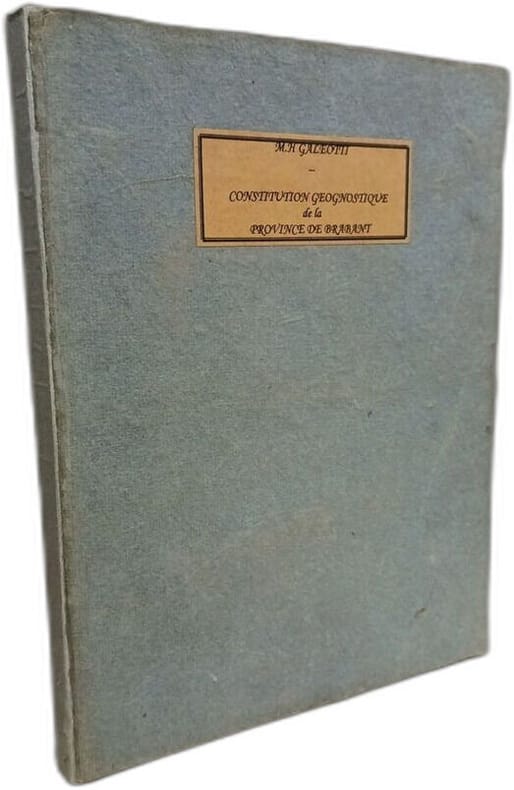 M.H GALEOTTI
–
CONSTITUTION GEOGNOSTIQUE
de la
PROVINCE DE BRABANT